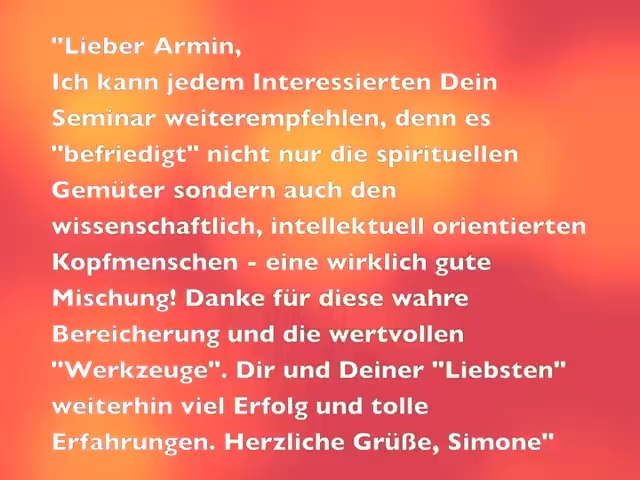 "Lieber Armin,
Ich kann jedem Interessierten Dein
Seminar weiterempfehlen, denn es
"befriedigt" nicht nur die spirituellen
Gemüter sondern auch den
wissenschaftlich, intellektuell orientierten
Kopfmenschen - eine wirklich gute
Mischung! Danke für diese wahre
Bereicherung und die wertvollen
"Werkzeuge". Dir und Deiner "Liebsten"
weiterhin viel Erfolg und tolle
Erfahrungen. Herzliche Grüße, Simone"